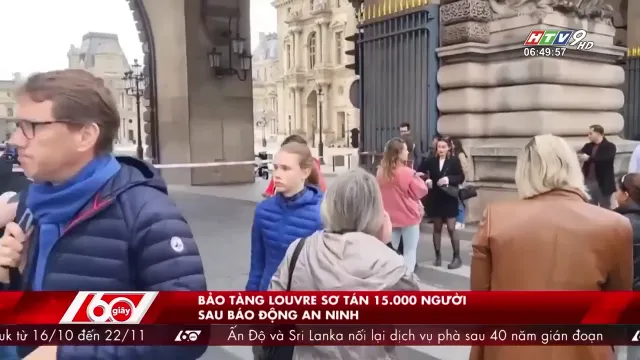 HTV9 HD
06:49:57
BẢO TÀNG LOUVRE SƠ TÁN 15.000 NGƯỜI
SAU BÁO ĐỘNG AN NINH
60 giây
uk từ 16/10 đến 22/11
60
Ấn Độ và Sri Lanka nối lại dịch vụ phà sau 40 năm gián đoạn